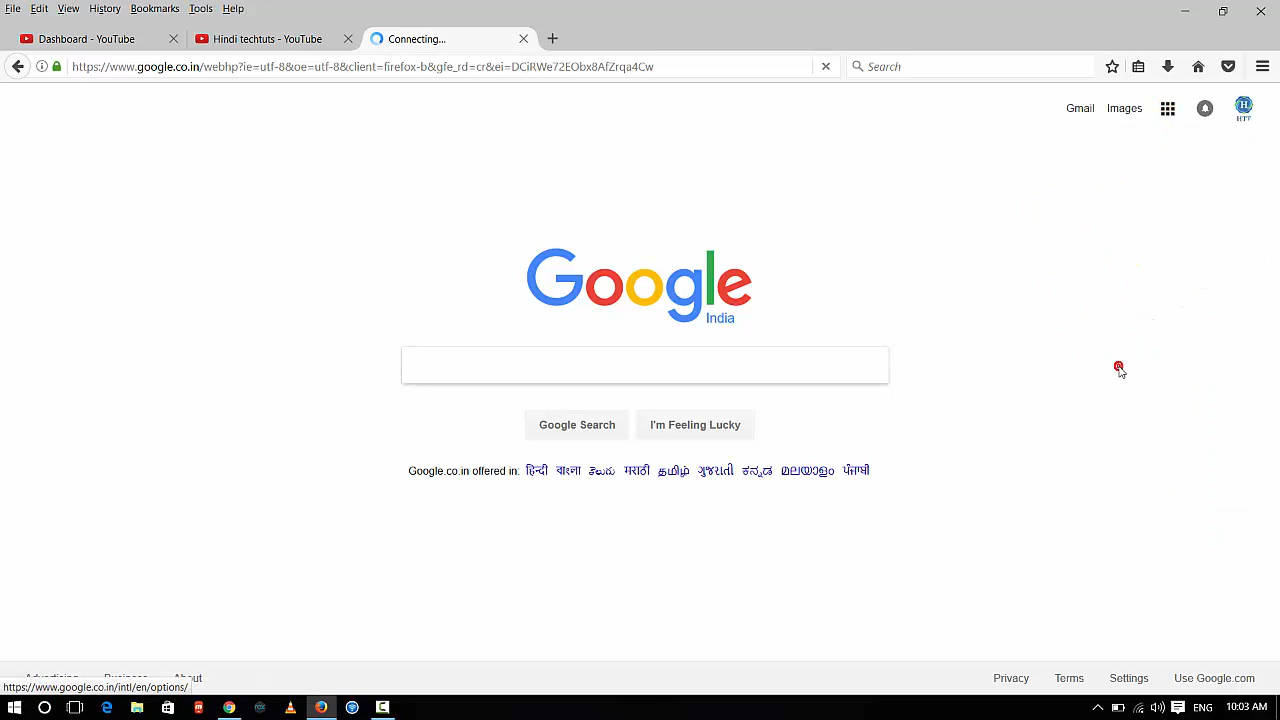 File Edit View History Bookmarks Tools Help
Dashboard - YouTube Hindi techtuts - YouTube Connecting...
https://www.google.co.in/webhp?ie=utf-8&oe=utf-8&client=firefox-b&gfe_rd=cr&ei=DCiRWe72EObx8AfZrqa4Cw Search
Gmail Images
HTT
Google
India
Google Search I'm Feeling Lucky
Google.co.in offered in: हिन्दी বাংলা తెలుగు मराठी தமிழ் ગુજરાતી ಕನ್ನಡ മലയാളം ਪੰਜਾਬੀ
Privacy Terms Settings Use Google.com
https://www.google.co.in/intl/en/options/
ENG 10:03 AM